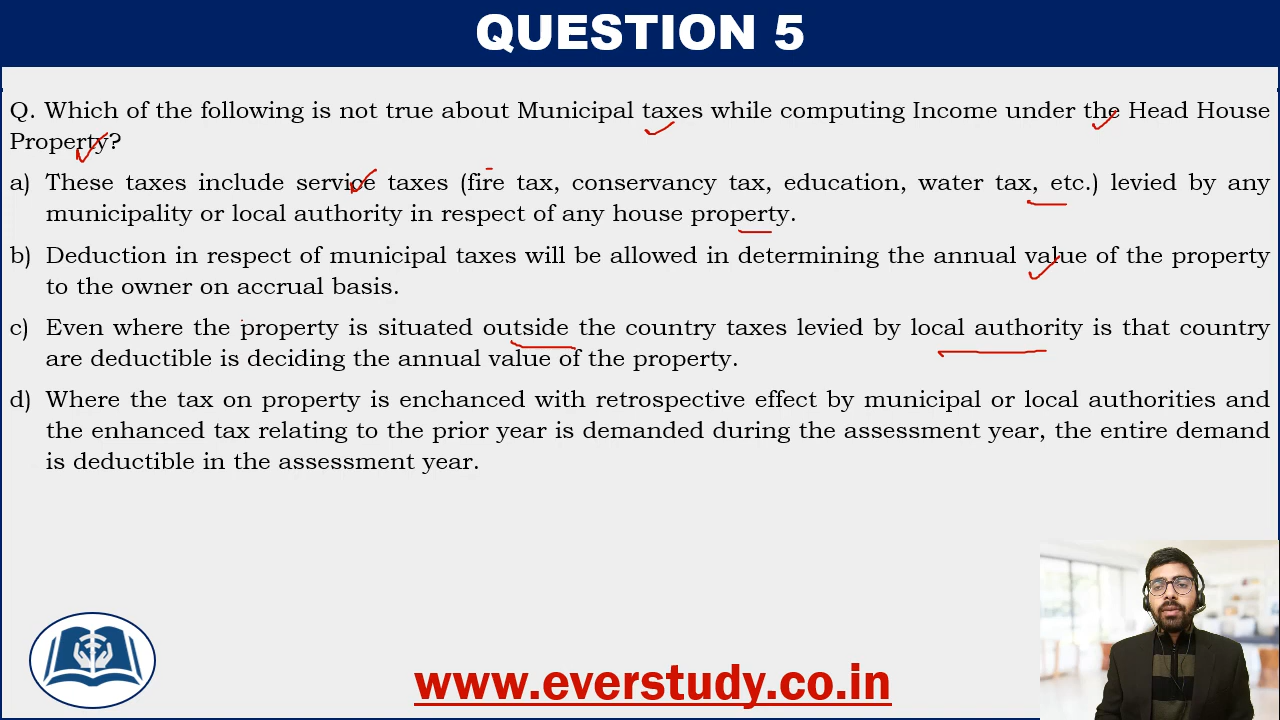 QUESTION 5
Q. Which of the following is not true about Municipal taxes while computing Income under the Head House
Property?
a) These taxes include service taxes (fire tax, conservancy tax, education, water tax, etc.) levied by any
municipality or local authority in respect of any house property.
b) Deduction in respect of municipal taxes will be allowed in determining the annual value of the property
to the owner on accrual basis.
c) Even where the property is situated outside the country taxes levied by local authority is that country
are deductible is deciding the annual value of the property.
d) Where the tax on property is enchanced with retrospective effect by municipal or local authorities and
the enhanced tax relating to the prior year is demanded during the assessment year, the entire demand
is deductible in the assessment year.
www.everstudy.co.in